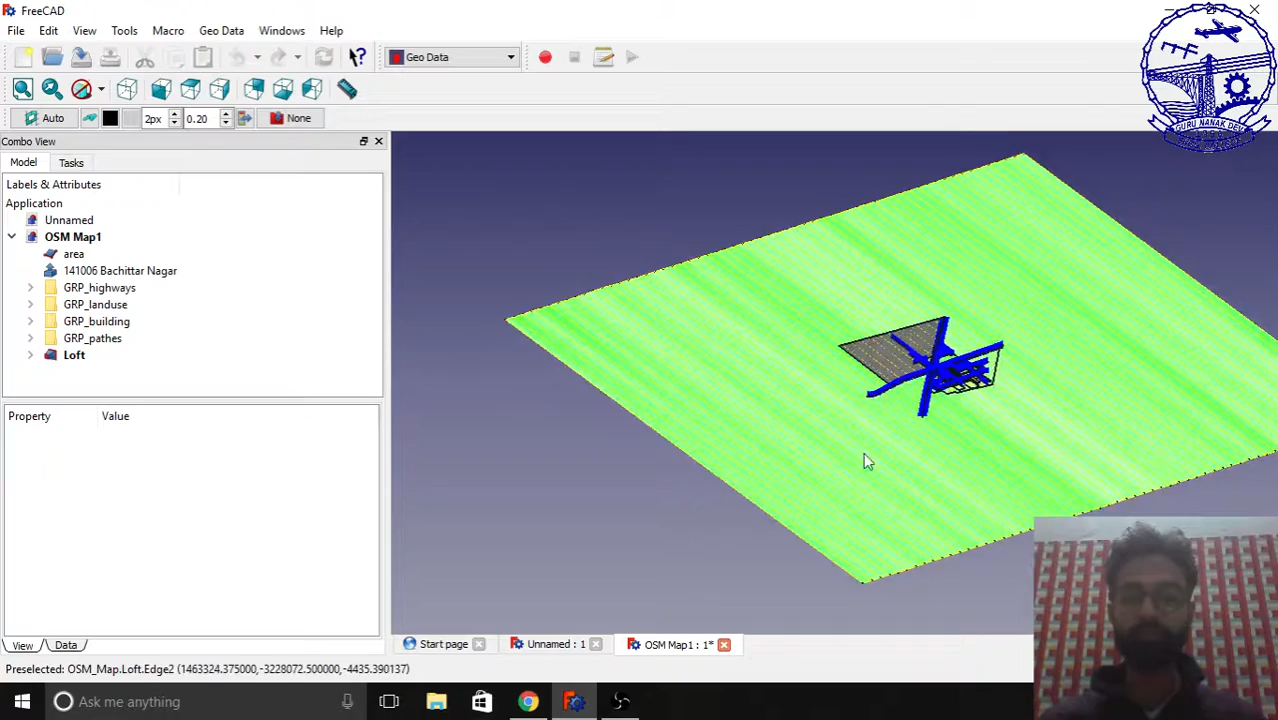 FreeCAD
File Edit View Tools Macro Geo Data Windows Help
Geo Data
Auto 2px 0.20 None
Combo View
Model Tasks
Labels & Attributes
Application
Unnamed
OSM Map1
area
141006 Bachittar Nagar
GRP_highways
GRP_landuse
GRP_building
GRP_pathes
Loft
Property Value
View Data
Start page Unnamed : 1 OSM Map1 : 1*
Preselected: OSM_Map.Loft.Edge2 (1463324.375000,-3228072.500000,-4435.390137)
Ask me anything
GURU NANAK DEV